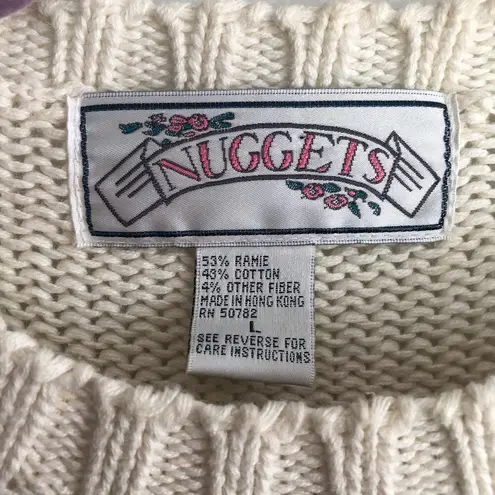 NUGGETS
53% RAMIE
43% COTTON
4% OTHER FIBER
MADE IN HONG KONG
RN 50782
L
SEE REVERSE FOR
CARE INSTRUCTIONS